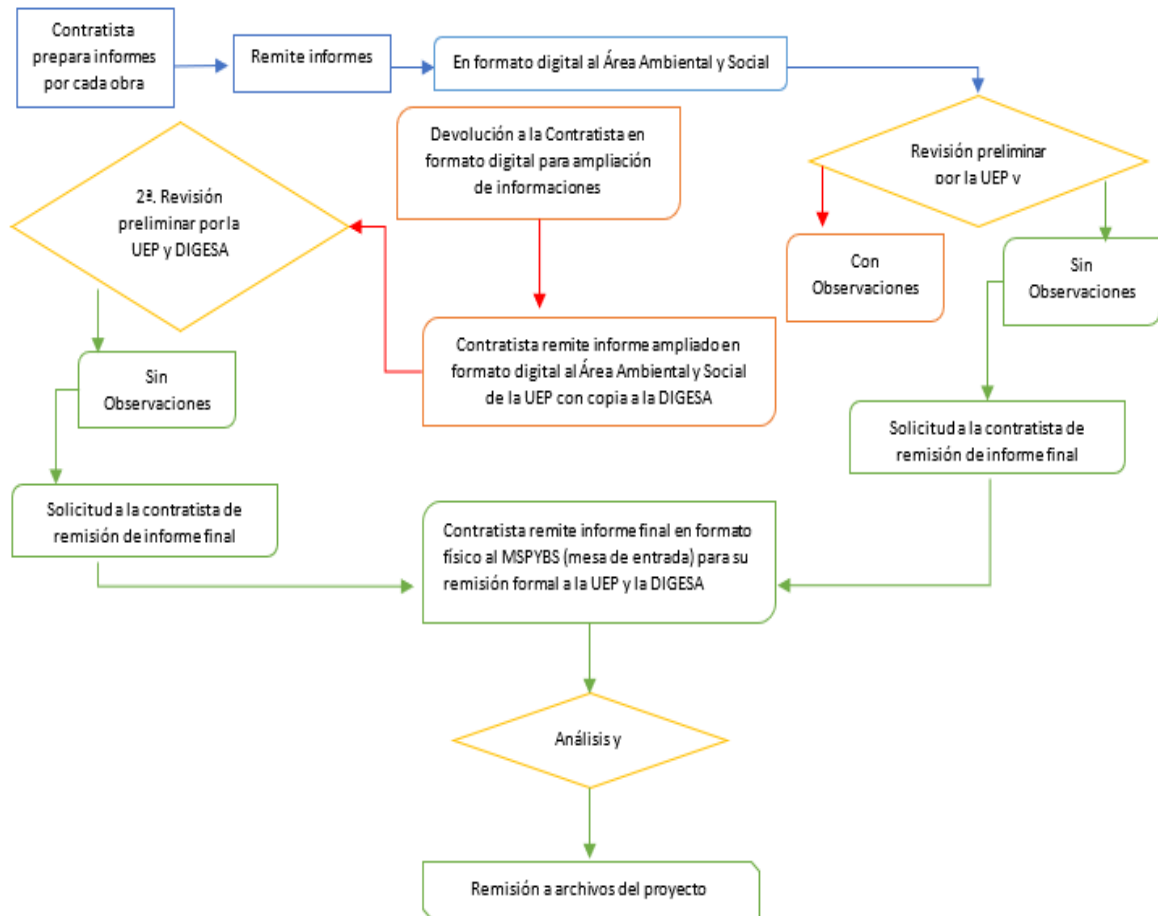 Contratista
prepara informes
por cada obra
Remite informes
En formato digital al Área Ambiental y Social
Devolución a la Contratista en
formato digital para ampliación
de informaciones
Revisión preliminar
por la UEP y
2ª. Revisión
preliminar por la
UEP y DIGESA
Con
Observaciones
Sin
Observaciones
Contratista remite informe ampliado en
formato digital al Área Ambiental y Social
de la UEP con copia a la DIGESA
Sin
Observaciones
Solicitud a la contratista de
remisión de informe final
Solicitud a la contratista de
remisión de informe final
Contratista remite informe final en formato
físico al MSPYBS (mesa de entrada) para su
remisión formal a la UEP y la DIGESA
Análisis y
Remisión a archivos del proyecto